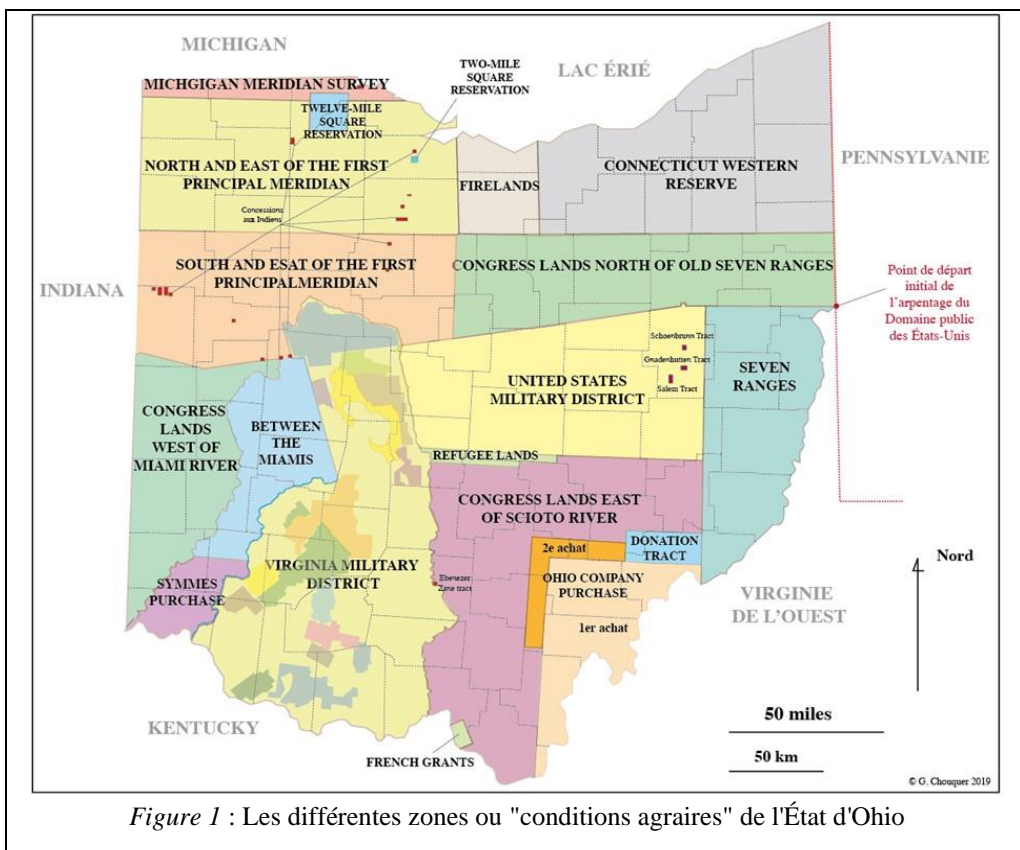 MICHIGAN
LAC ÉRIÉ
TWO-MILE
SQUARE
RESERVATION
MICHGIGAN MERIDIAN SURVEY
TWELVE-MILE
SQUARE
RESERVATION
PENNSYLVANIE
CONNECTICUT WESTERN
RESERVE
NORTH AND EAST OF THE FIRST
PRINCIPAL MERIDIAN
FIRELANDS
Concessions
aux Indiens
SOUTH AND ESAT OF THE FIRST
PRINCIPALMERIDIAN
CONGRESS LANDS NORTH OF OLD SEVEN RANGES
INDIANA
Point de départ
initial de
l'arpentage du
Domaine public
des États-Unis
Schoenbrunn Tract
Gnadenhutten Tract
Salem Tract
SEVEN
RANGES
UNITED STATES
MILITARY DISTRICT
CONGRESS
LANDS
WEST OF
MIAMI RIVER
BETWEEN
THE
MIAMIS
REFUGEE LANDS
CONGRESS LANDS EAST
OF SCIOTO RIVER
DONATION
TRACT
2e achat
Nord
VIRGINIA MILITARY
DISTRICT
OHIO COMPANY
PURCHASE
SYMMES
PURCHASE
Ebenezer
Zane tract
VIRGINIE
DE L'OUEST
1er achat
KENTUCKY
50 miles
50 km
FRENCH GRANTS
© G. Chouquer 2019
Figure 1 : Les différentes zones ou "conditions agraires" de l'État d'Ohio